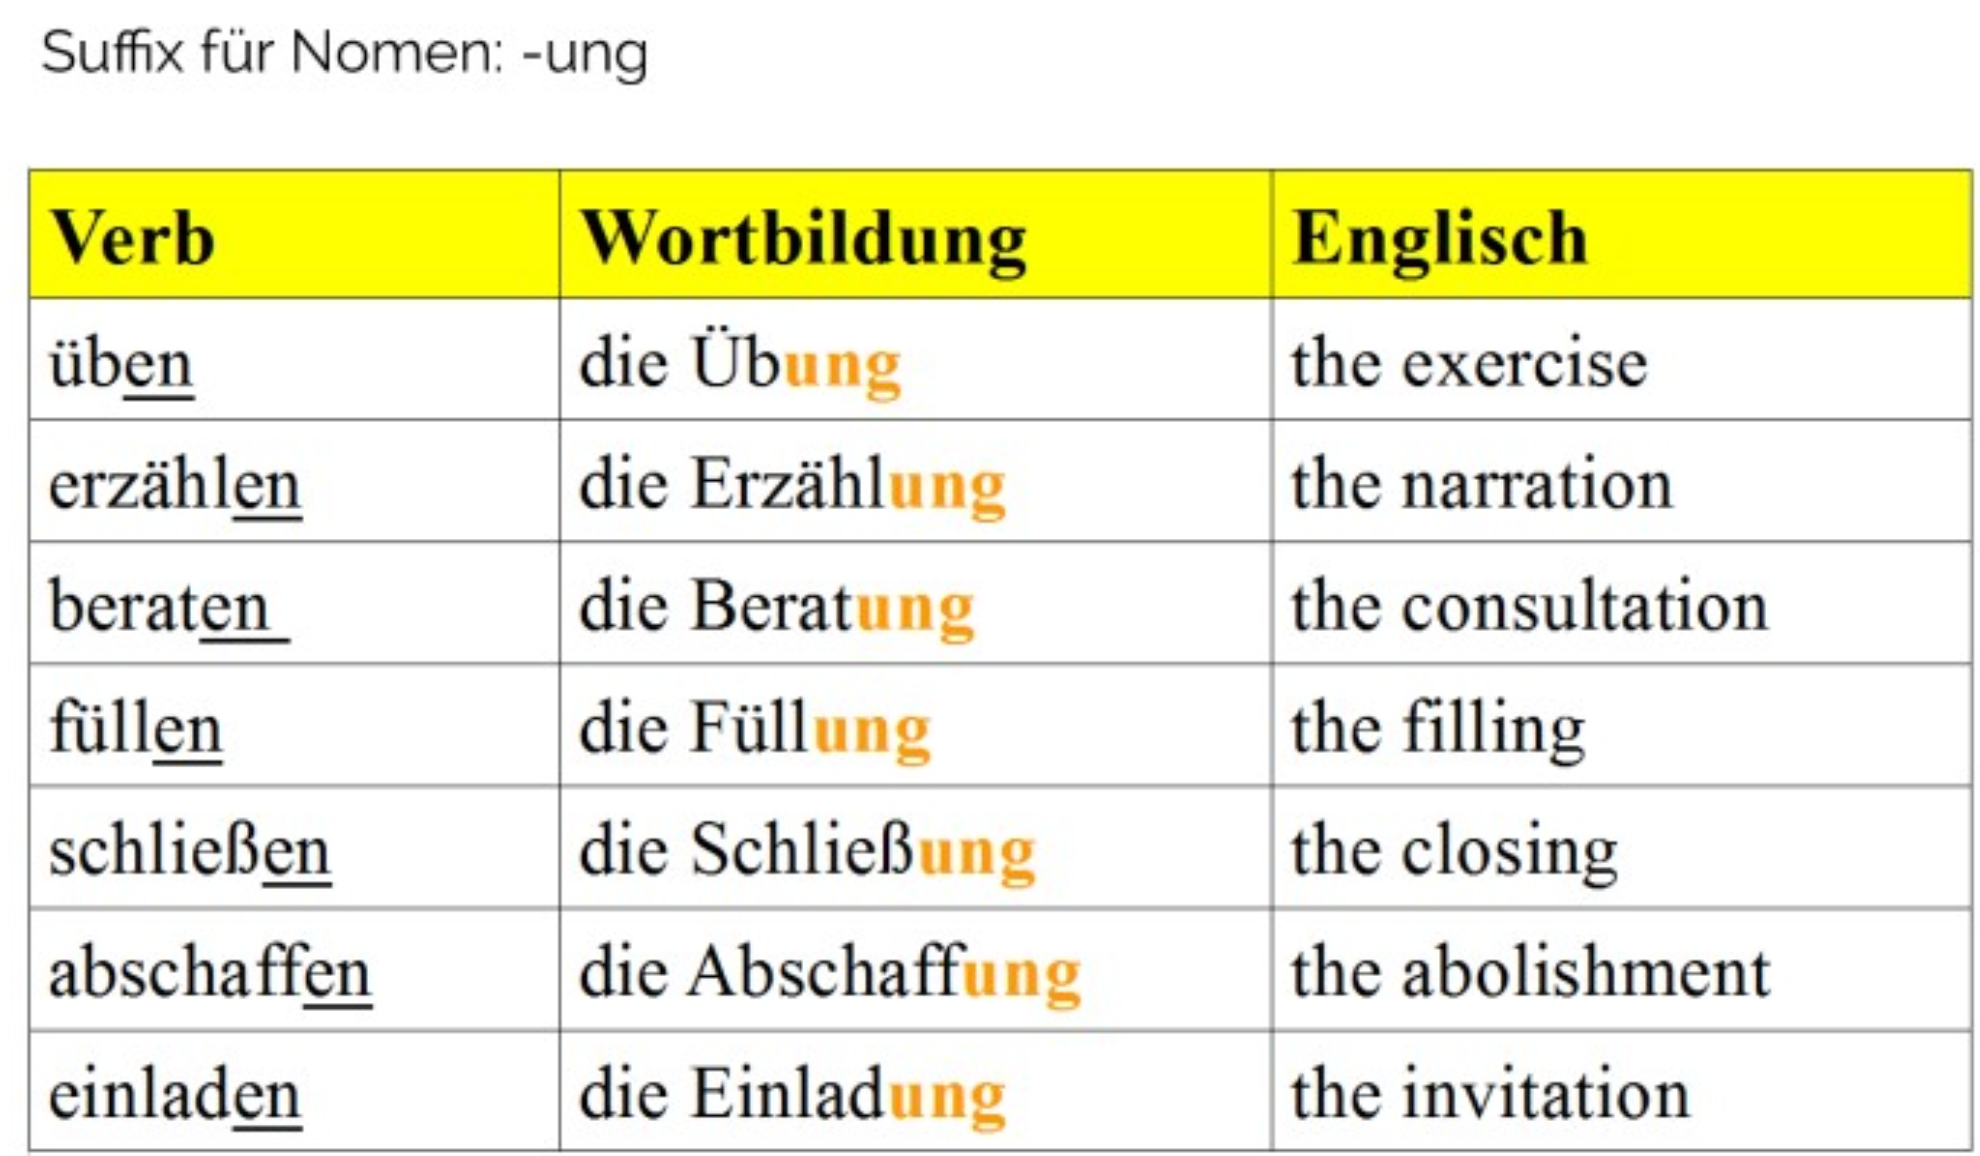 Suffix für Nomen: -ung
Verb Wortbildung Englisch
üben die Übung the exercise
erzählen die Erzählung the narration
beraten die Beratung the consultation
füllen die Füllung the filling
schließen die Schließung the closing
abschaffen die Abschaffung the abolishment
einladen die Einladung the invitation